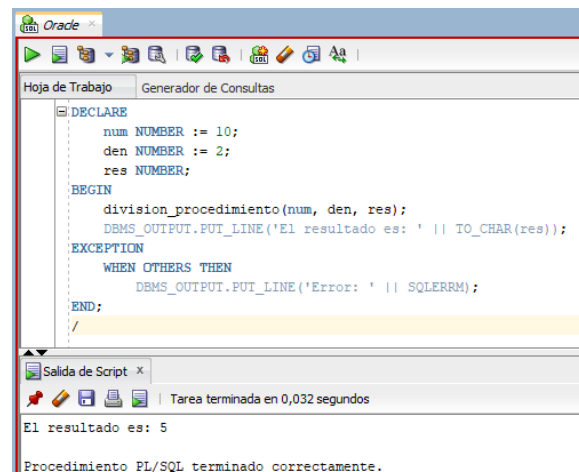 Oracle
SQL
Aa
Hoja de Trabajo Generador de Consultas
DECLARE
num NUMBER := 10;
den NUMBER := 2;
res NUMBER;
BEGIN
division_procedimiento(num, den, res);
DBMS_OUTPUT.PUT_LINE('El resultado es: ' || TO_CHAR(res));
EXCEPTION
WHEN OTHERS THEN
DBMS_OUTPUT.PUT_LINE('Error: ' || SQLERRM);
END;
/
Salida de Script x
Tarea terminada en 0,032 segundos
El resultado es: 5
Procedimiento PL/SQL terminado correctamente.